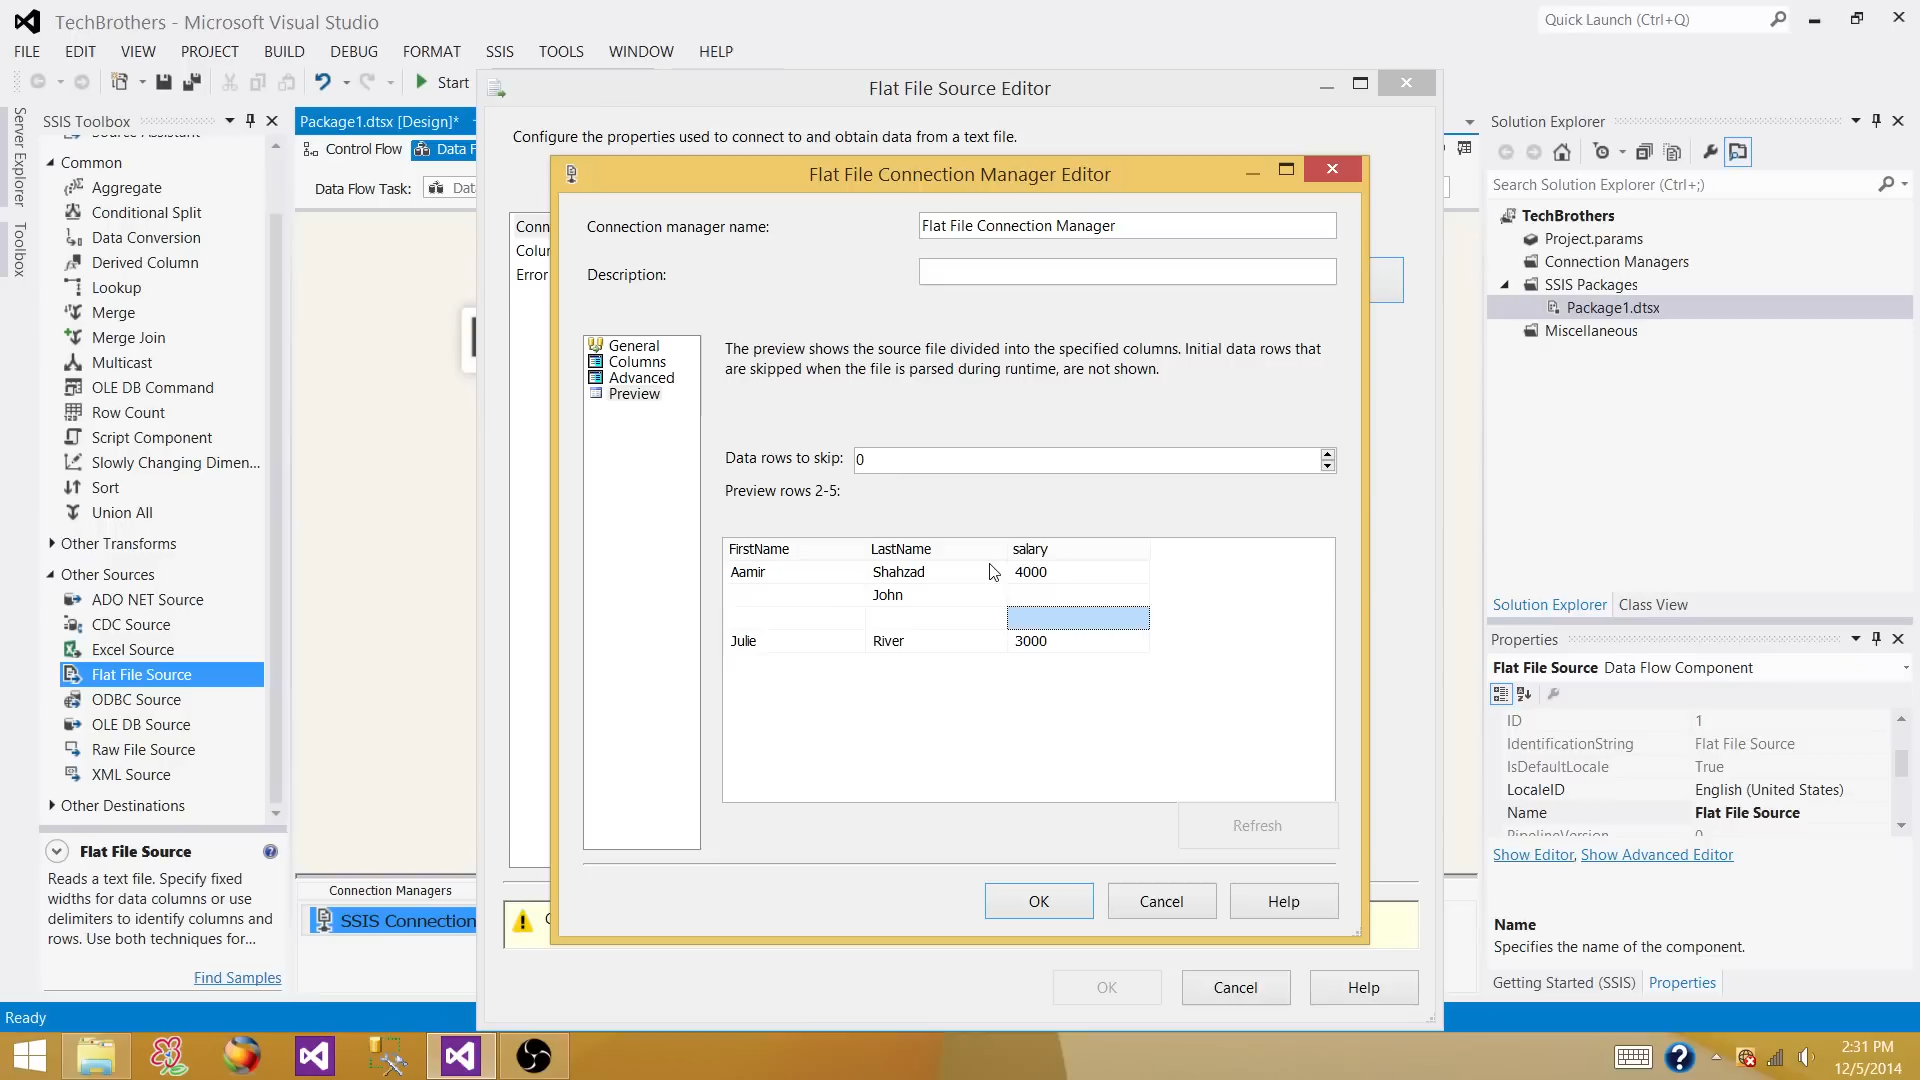 TechBrothers - Microsoft Visual Studio
Quick Launch (Ctrl+Q)
FILE EDIT VIEW PROJECT BUILD DEBUG FORMAT SSIS TOOLS WINDOW HELP
Start
Server Explorer
Toolbox
SSIS Toolbox
Common
Aggregate
Conditional Split
Data Conversion
Derived Column
Lookup
Merge
Merge Join
Multicast
OLE DB Command
Row Count
Script Component
Slowly Changing Dimen...
Sort
Union All
Other Transforms
Other Sources
ADO NET Source
CDC Source
Excel Source
Flat File Source
ODBC Source
OLE DB Source
Raw File Source
XML Source
Other Destinations
Flat File Source
Reads a text file. Specify fixed
widths for data columns or use
delimiters to identify columns and
rows. Use both techniques for...
Find Samples
Package1.dtsx [Design]*
Control Flow
Data F
Data Flow Task:
Connection Managers
SSIS Connection
Flat File Source Editor
Configure the properties used to connect to and obtain data from a text file.
Conn
Colur
Error
Flat File Connection Manager Editor
Connection manager name: Flat File Connection Manager
Description:
General
Columns
Advanced
Preview
The preview shows the source file divided into the specified columns. Initial data rows that
are skipped when the file is parsed during runtime, are not shown.
Data rows to skip: 0
Preview rows 2-5:
FirstName LastName salary
Aamir Shahzad 4000
John
Julie River 3000
Refresh
OK Cancel Help
OK Cancel Help
Solution Explorer
Search Solution Explorer (Ctrl+;)
TechBrothers
Project.params
Connection Managers
SSIS Packages
Package1.dtsx
Miscellaneous
Solution Explorer Class View
Properties
Flat File Source Data Flow Component
ID 1
IdentificationString Flat File Source
IsDefaultLocale True
LocaleID English (United States)
Name Flat File Source
PipelineVersion 0
Show Editor, Show Advanced Editor
Name
Specifies the name of the component.
Getting Started (SSIS) Properties
Ready
2:31 PM
12/5/2014